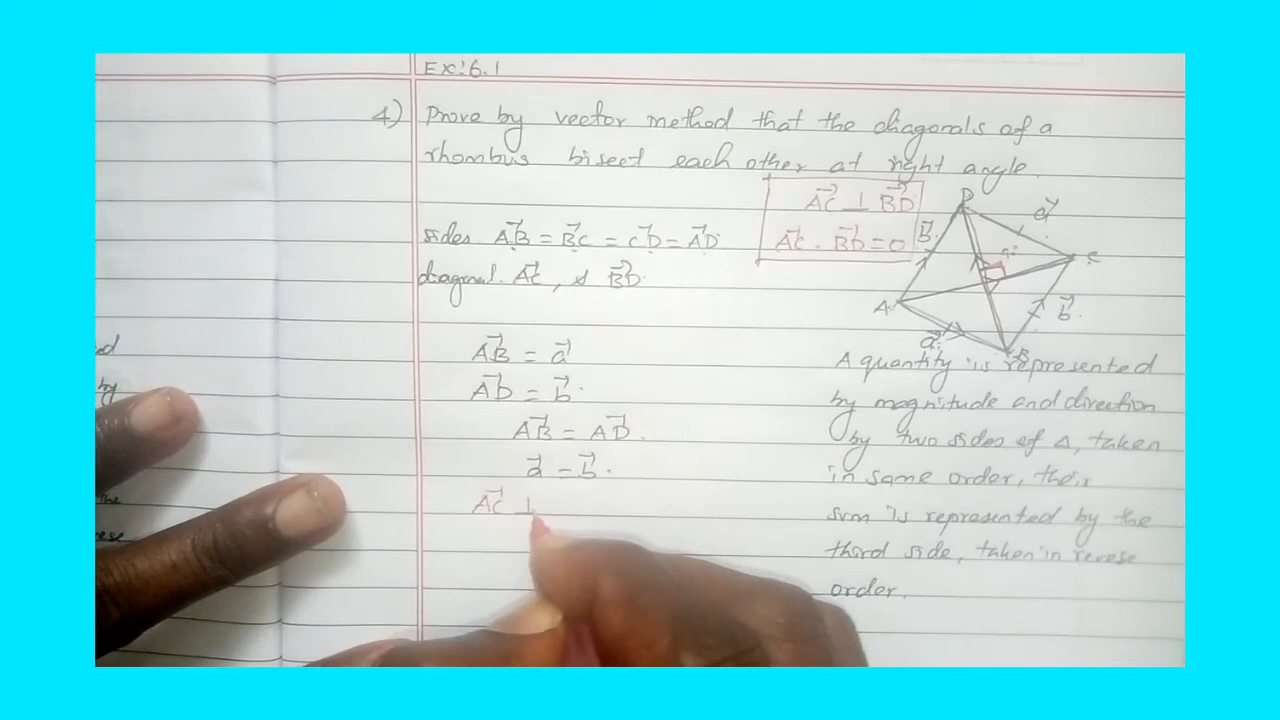 Ex: 6.1
4) Prove by vector method that the diagonals of a
rhombus bisect each other at right angle.
sides AB⃗ = BC⃗ = CD⃗ = AD⃗
diagonal. AC⃗, & BD⃗.
AC⃗ ⊥ BD⃗
AC⃗ . BD⃗ = 0
D
a⃗
b⃗
C
A
b⃗
a⃗
B
AB⃗ = a⃗
AD⃗ = b⃗.
AB⃗ = AD⃗.
a⃗ = b⃗.
AC⃗ ⊥
A quantity is represented
by magnitude and direction
by two sides of Δ, taken
in same order, their
sum is represented by the
third side, taken in revese
order.
by
the